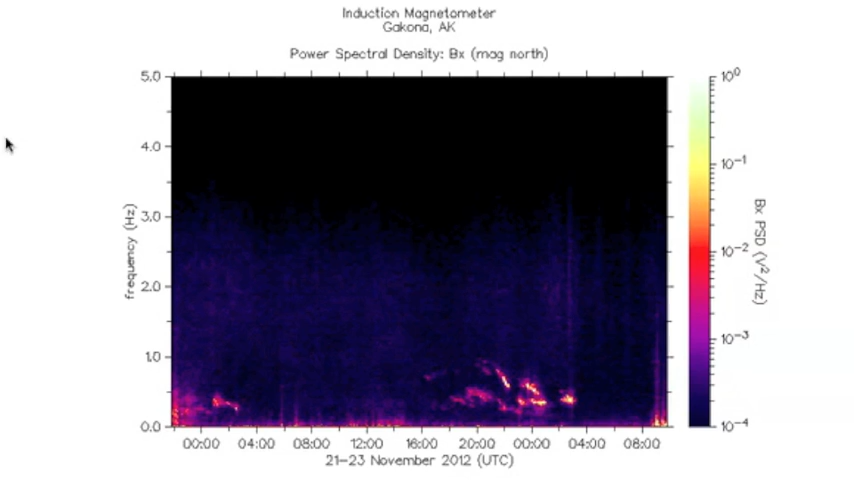 Induction Magnetometer
Gakona, AK
Power Spectral Density: Bx (mag north)
5.0
4.0
3.0
2.0
1.0
0.0
frequency (Hz)
00:00 04:00 08:00 12:00 16:00 20:00 00:00 04:00 08:00
21-23 November 2012 (UTC)
10⁰
10⁻¹
10⁻²
10⁻³
10⁻⁴
Bx PSD (V²/Hz)